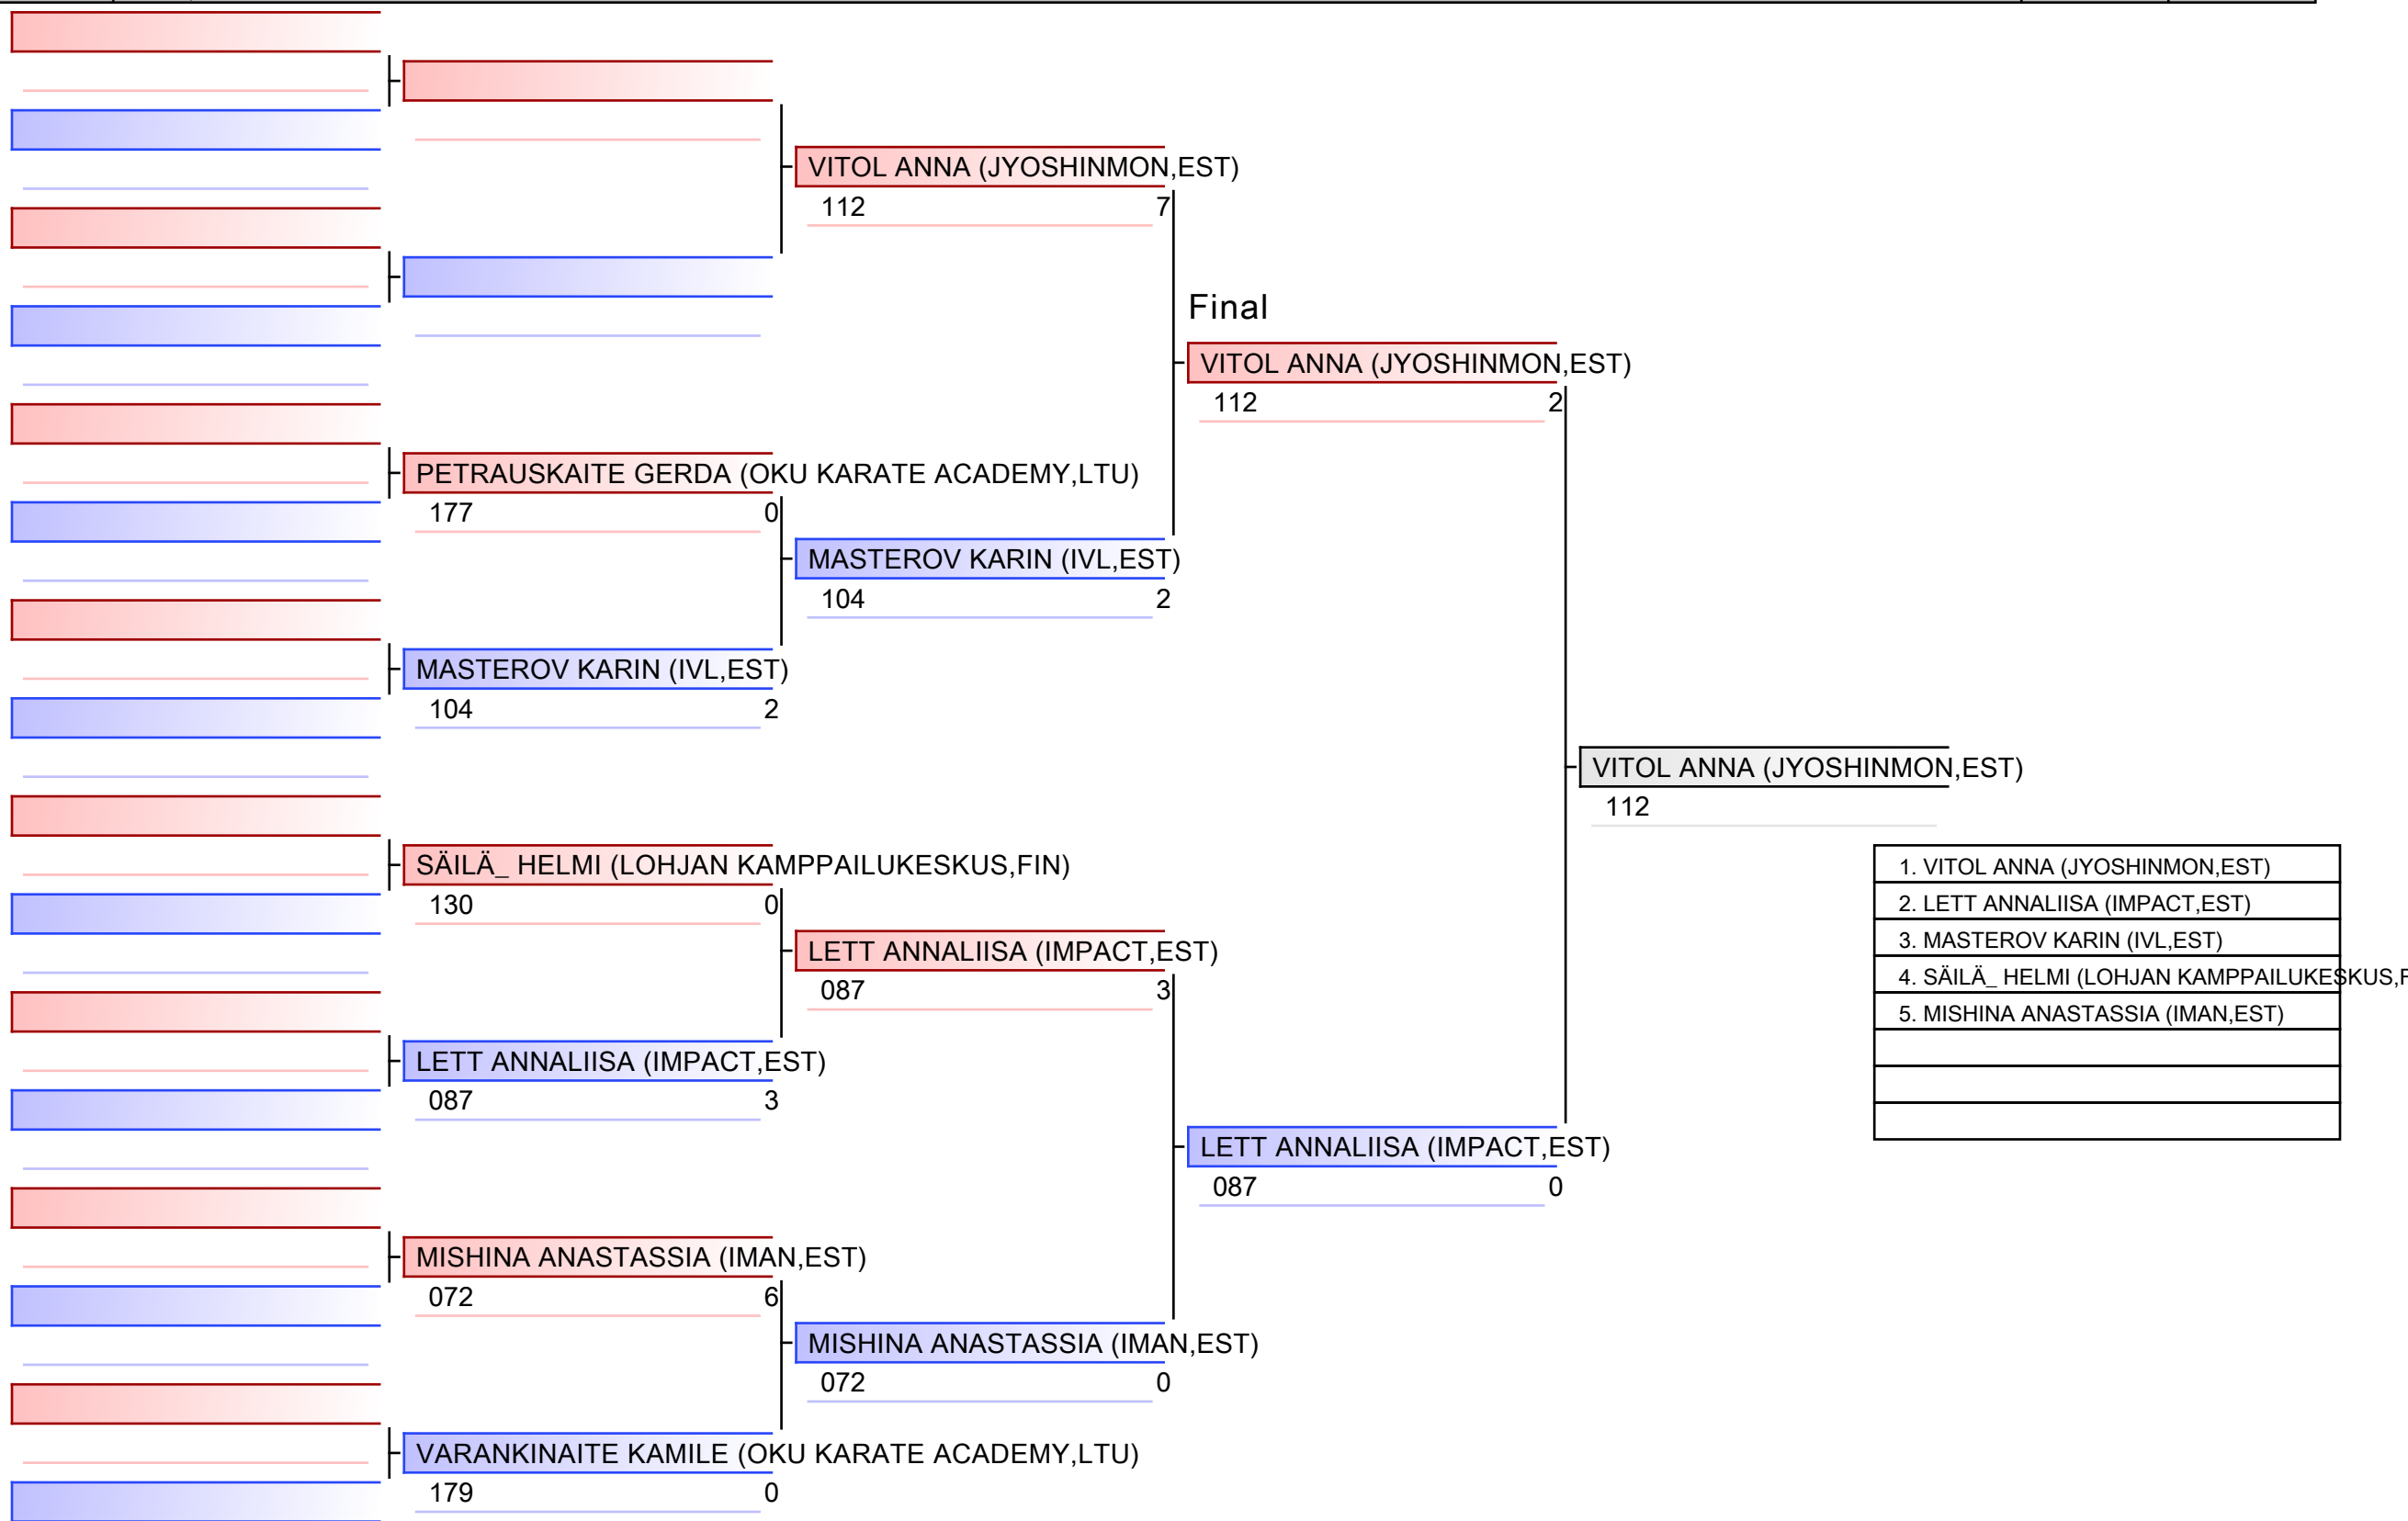 VITOL ANNA (JYOSHINMON,EST)
112 7
Final
VITOL ANNA (JYOSHINMON,EST)
112 2
PETRAUSKAITE GERDA (OKU KARATE ACADEMY,LTU)
177 0
MASTEROV KARIN (IVL,EST)
104 2
MASTEROV KARIN (IVL,EST)
104 2
VITOL ANNA (JYOSHINMON,EST)
112
SÄILÄ_ HELMI (LOHJAN KAMPPAILUKESKUS,FIN)
130 0
LETT ANNALIISA (IMPACT,EST)
087 3
LETT ANNALIISA (IMPACT,EST)
087 3
LETT ANNALIISA (IMPACT,EST)
087 0
MISHINA ANASTASSIA (IMAN,EST)
072 6
MISHINA ANASTASSIA (IMAN,EST)
072 0
VARANKINAITE KAMILE (OKU KARATE ACADEMY,LTU)
179 0
1. VITOL ANNA (JYOSHINMON,EST)
2. LETT ANNALIISA (IMPACT,EST)
3. MASTEROV KARIN (IVL,EST)
4. SÄILÄ_ HELMI (LOHJAN KAMPPAILUKESKUS,F
5. MISHINA ANASTASSIA (IMAN,EST)